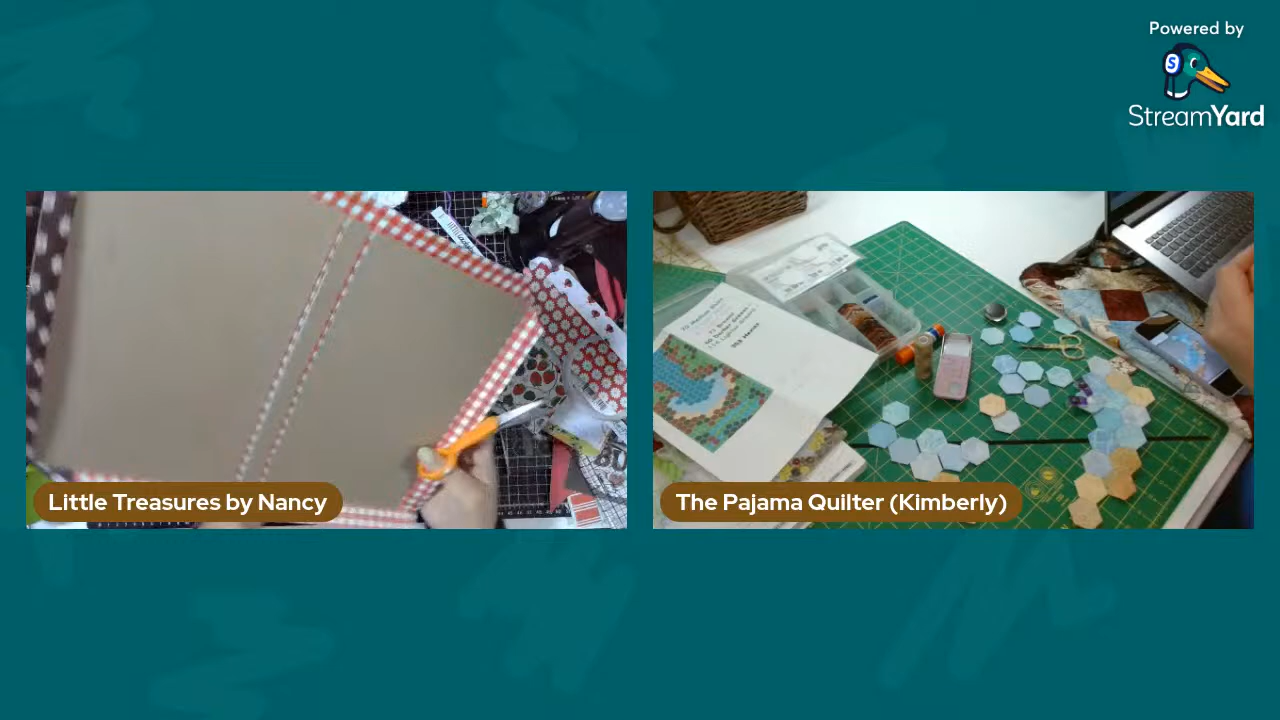 Powered by
S
StreamYard
Little Treasures by Nancy
The Pajama Quilter (Kimberly)